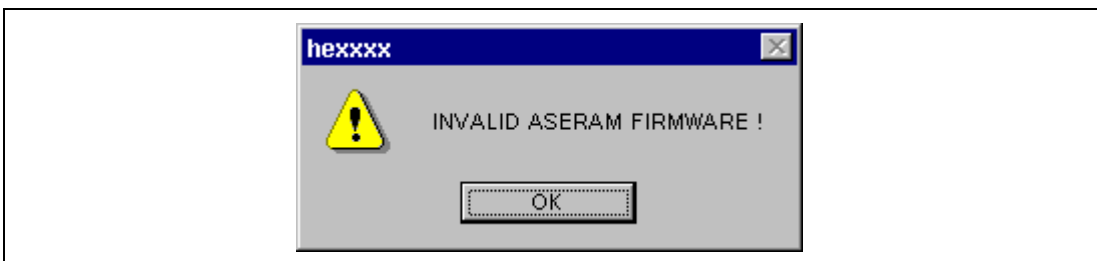 hexxxx
INVALID ASERAM FIRMWARE !
OK